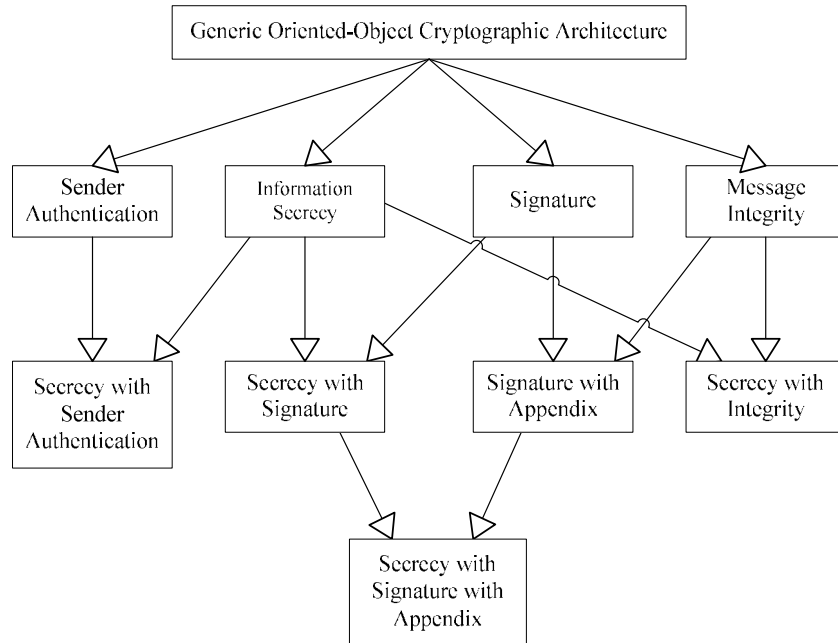 Generic Oriented-Object Cryptographic Architecture
Sender
Authentication
Information
Secrecy
Signature
Message
Integrity
Secrecy with
Sender
Authentication
Secrecy with
Signature
Signature with
Appendix
Secrecy with
Integrity
Secrecy with
Signature with
Appendix